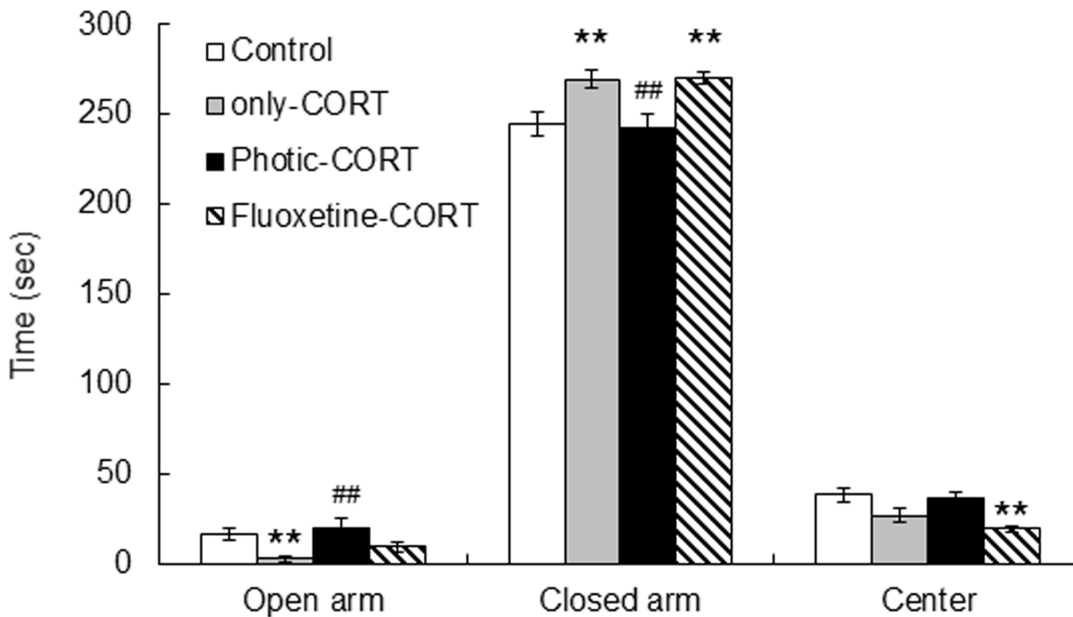 300
250
200
150
100
50
0
Time (sec)
Control
only-CORT
Photic-CORT
Fluoxetine-CORT
**
##
**
##
**
**
Open arm
Closed arm
Center